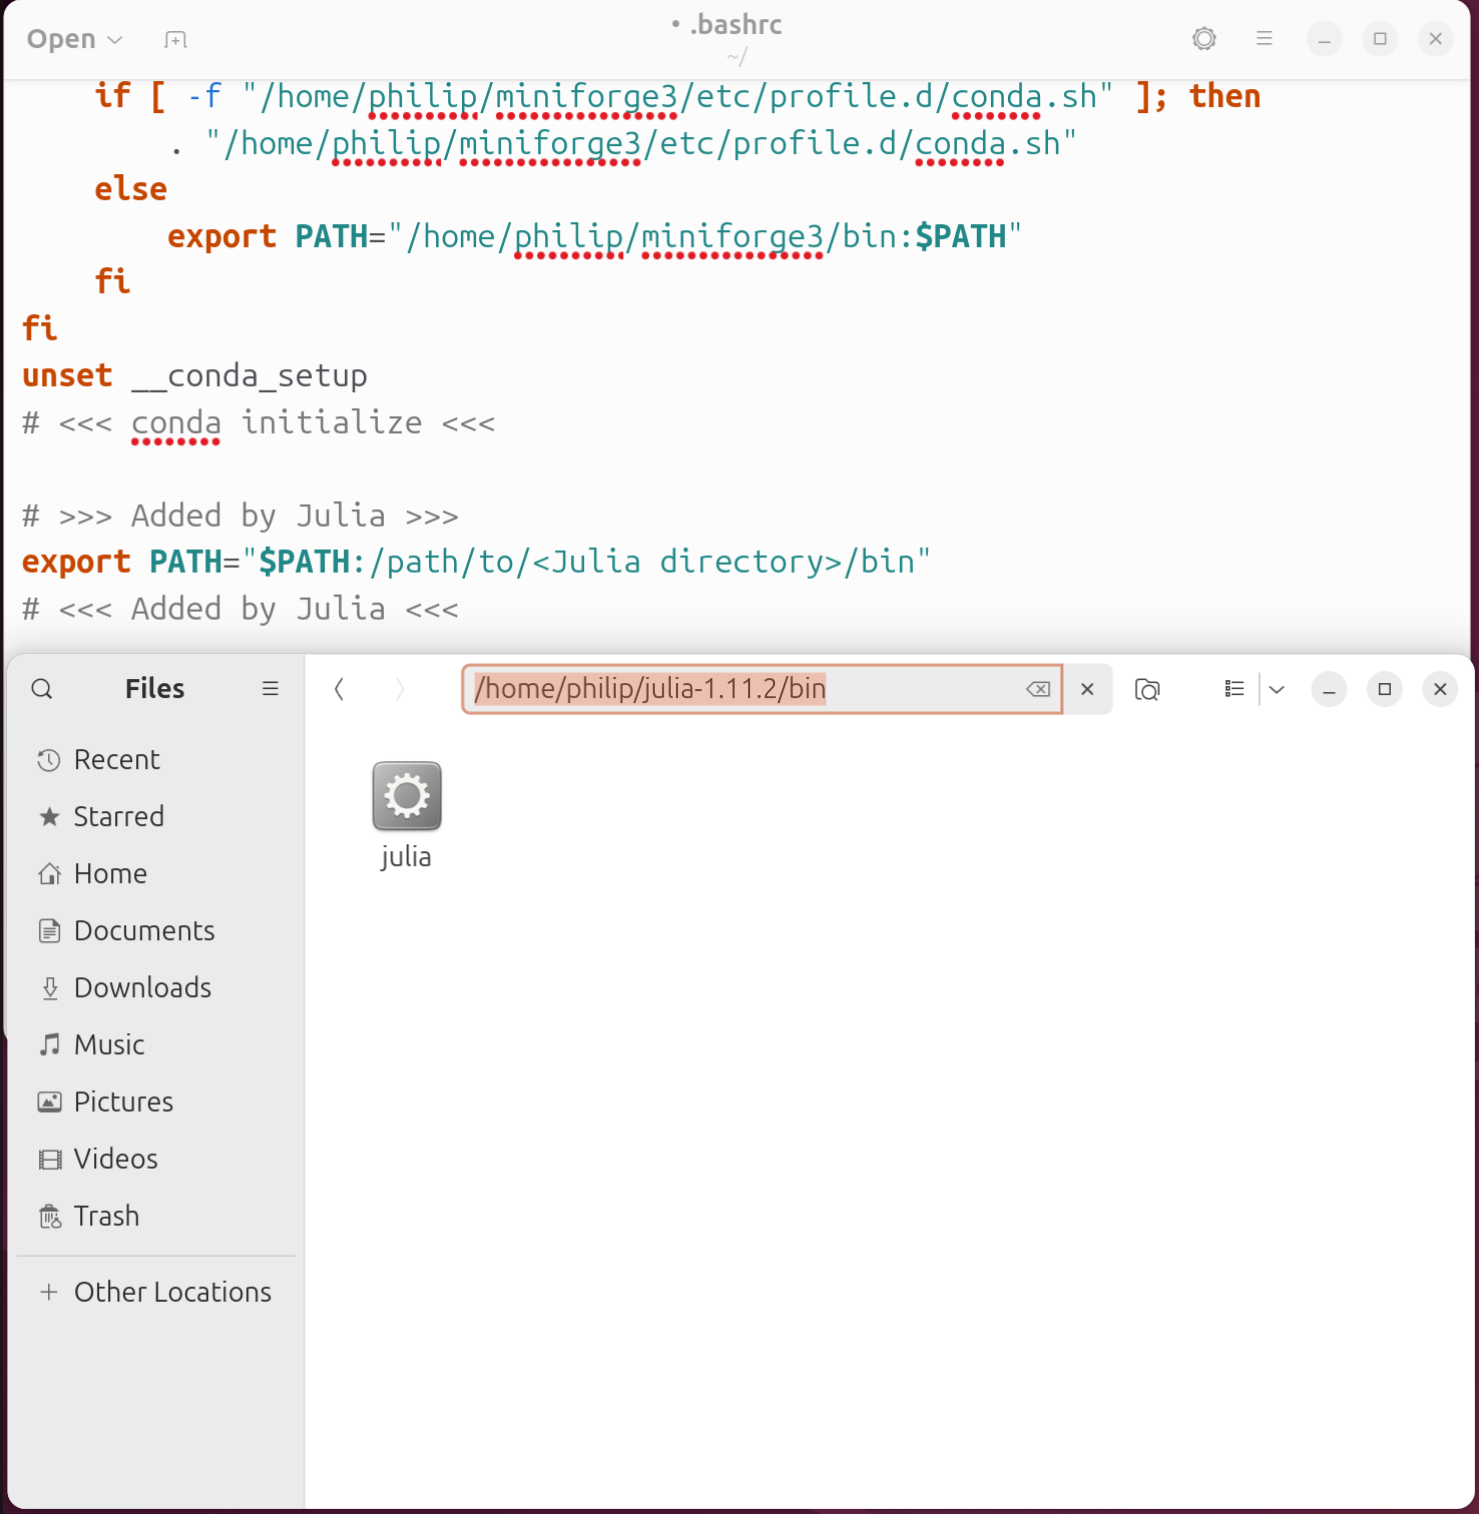 Open
• .bashrc
~/
if [ -f "/home/philip/miniforge3/etc/profile.d/conda.sh" ]; then
. "/home/philip/miniforge3/etc/profile.d/conda.sh"
else
export PATH="/home/philip/miniforge3/bin:$PATH"
fi
fi
unset __conda_setup
# <<< conda initialize <<<
# >>> Added by Julia >>>
export PATH="$PATH:/path/to/<Julia directory>/bin"
# <<< Added by Julia <<<
Files
/home/philip/julia-1.11.2/bin
Recent
Starred
Home
Documents
Downloads
Music
Pictures
Videos
Trash
+ Other Locations
julia